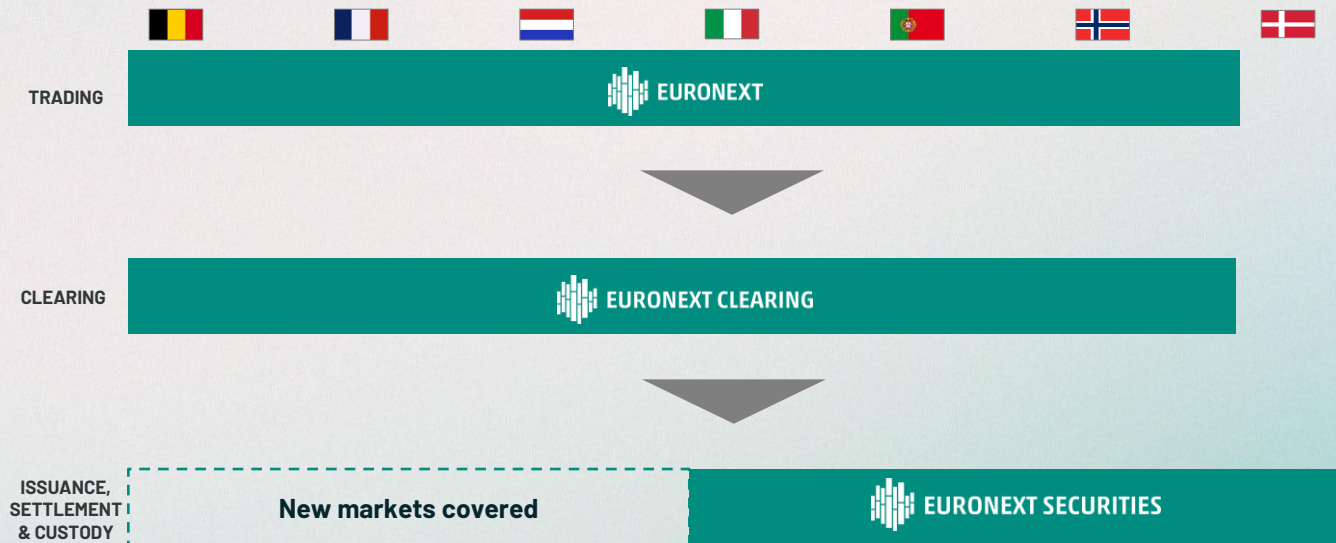 TRADING
EURONEXT
CLEARING
EURONEXT CLEARING
ISSUANCE,
SETTLEMENT
& CUSTODY
New markets covered
EURONEXT SECURITIES